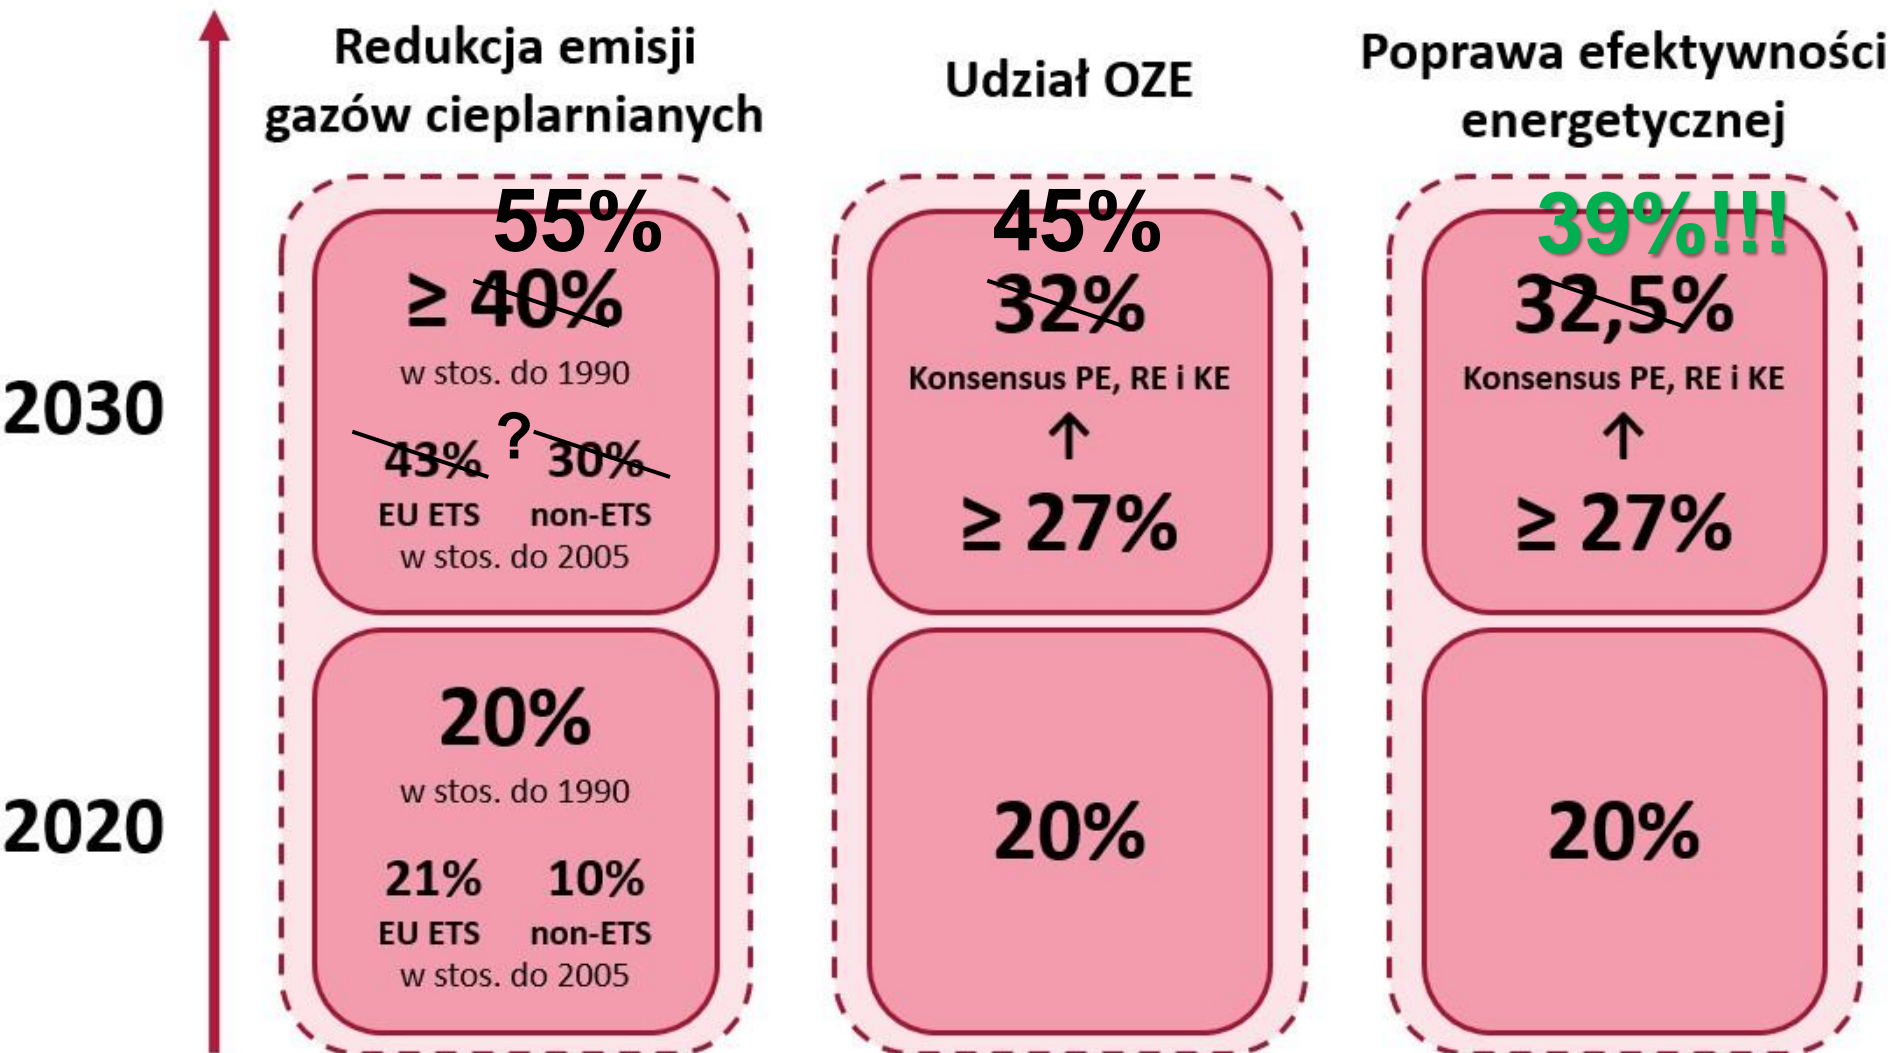 Redukcja emisji
gazów cieplarnianych
Udział OZE
Poprawa efektywności
energetycznej
2030
55%
≥ 40%
w stos. do 1990
?
43% 30%
EU ETS non-ETS
w stos. do 2005
45%
32%
Konsensus PE, RE i KE
↑
≥ 27%
39%!!!
32,5%
Konsensus PE, RE i KE
↑
≥ 27%
2020
20%
w stos. do 1990
21% 10%
EU ETS non-ETS
w stos. do 2005
20%
20%